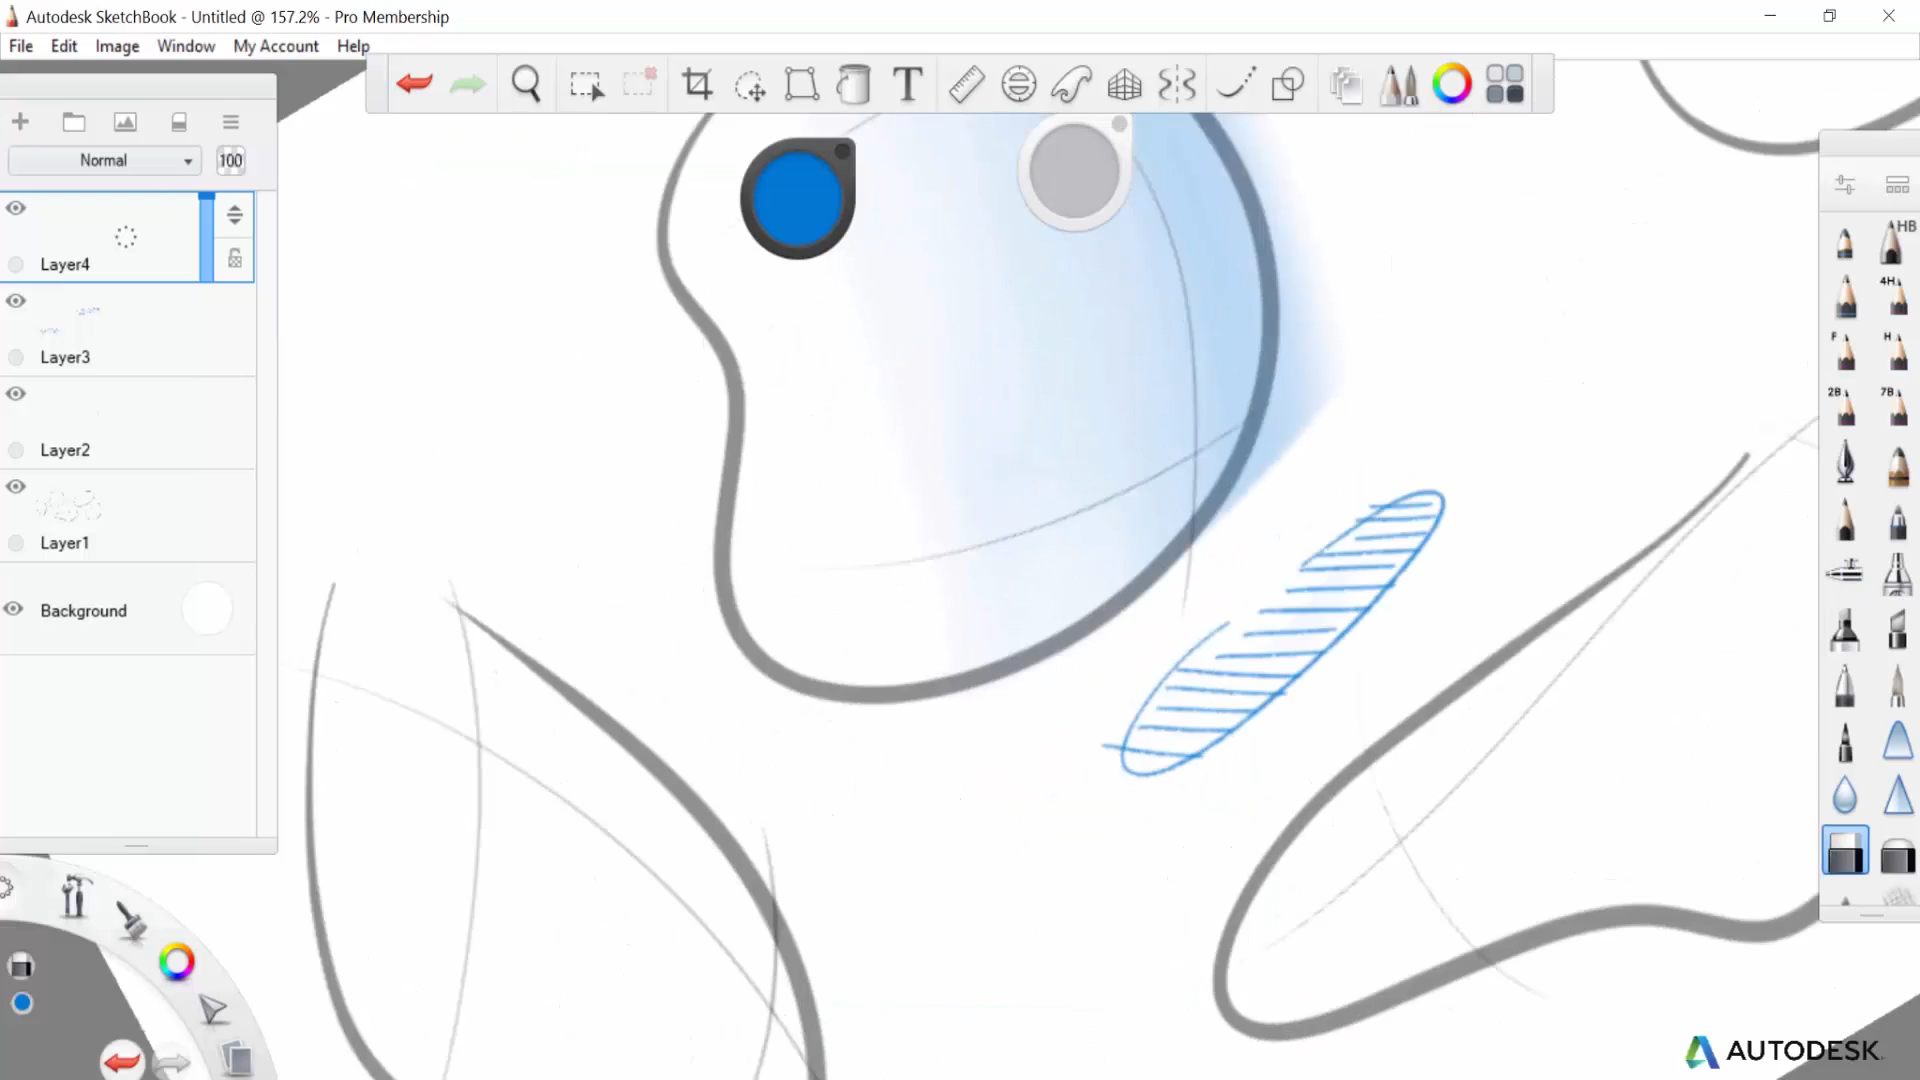 Autodesk SketchBook - Untitled @ 157.2% - Pro Membership
File Edit Image Window My Account Help
T
Normal 100
Layer4
Layer3
Layer2
Layer1
Background
HB
4H
F H
2B 7B
AUTODESK.